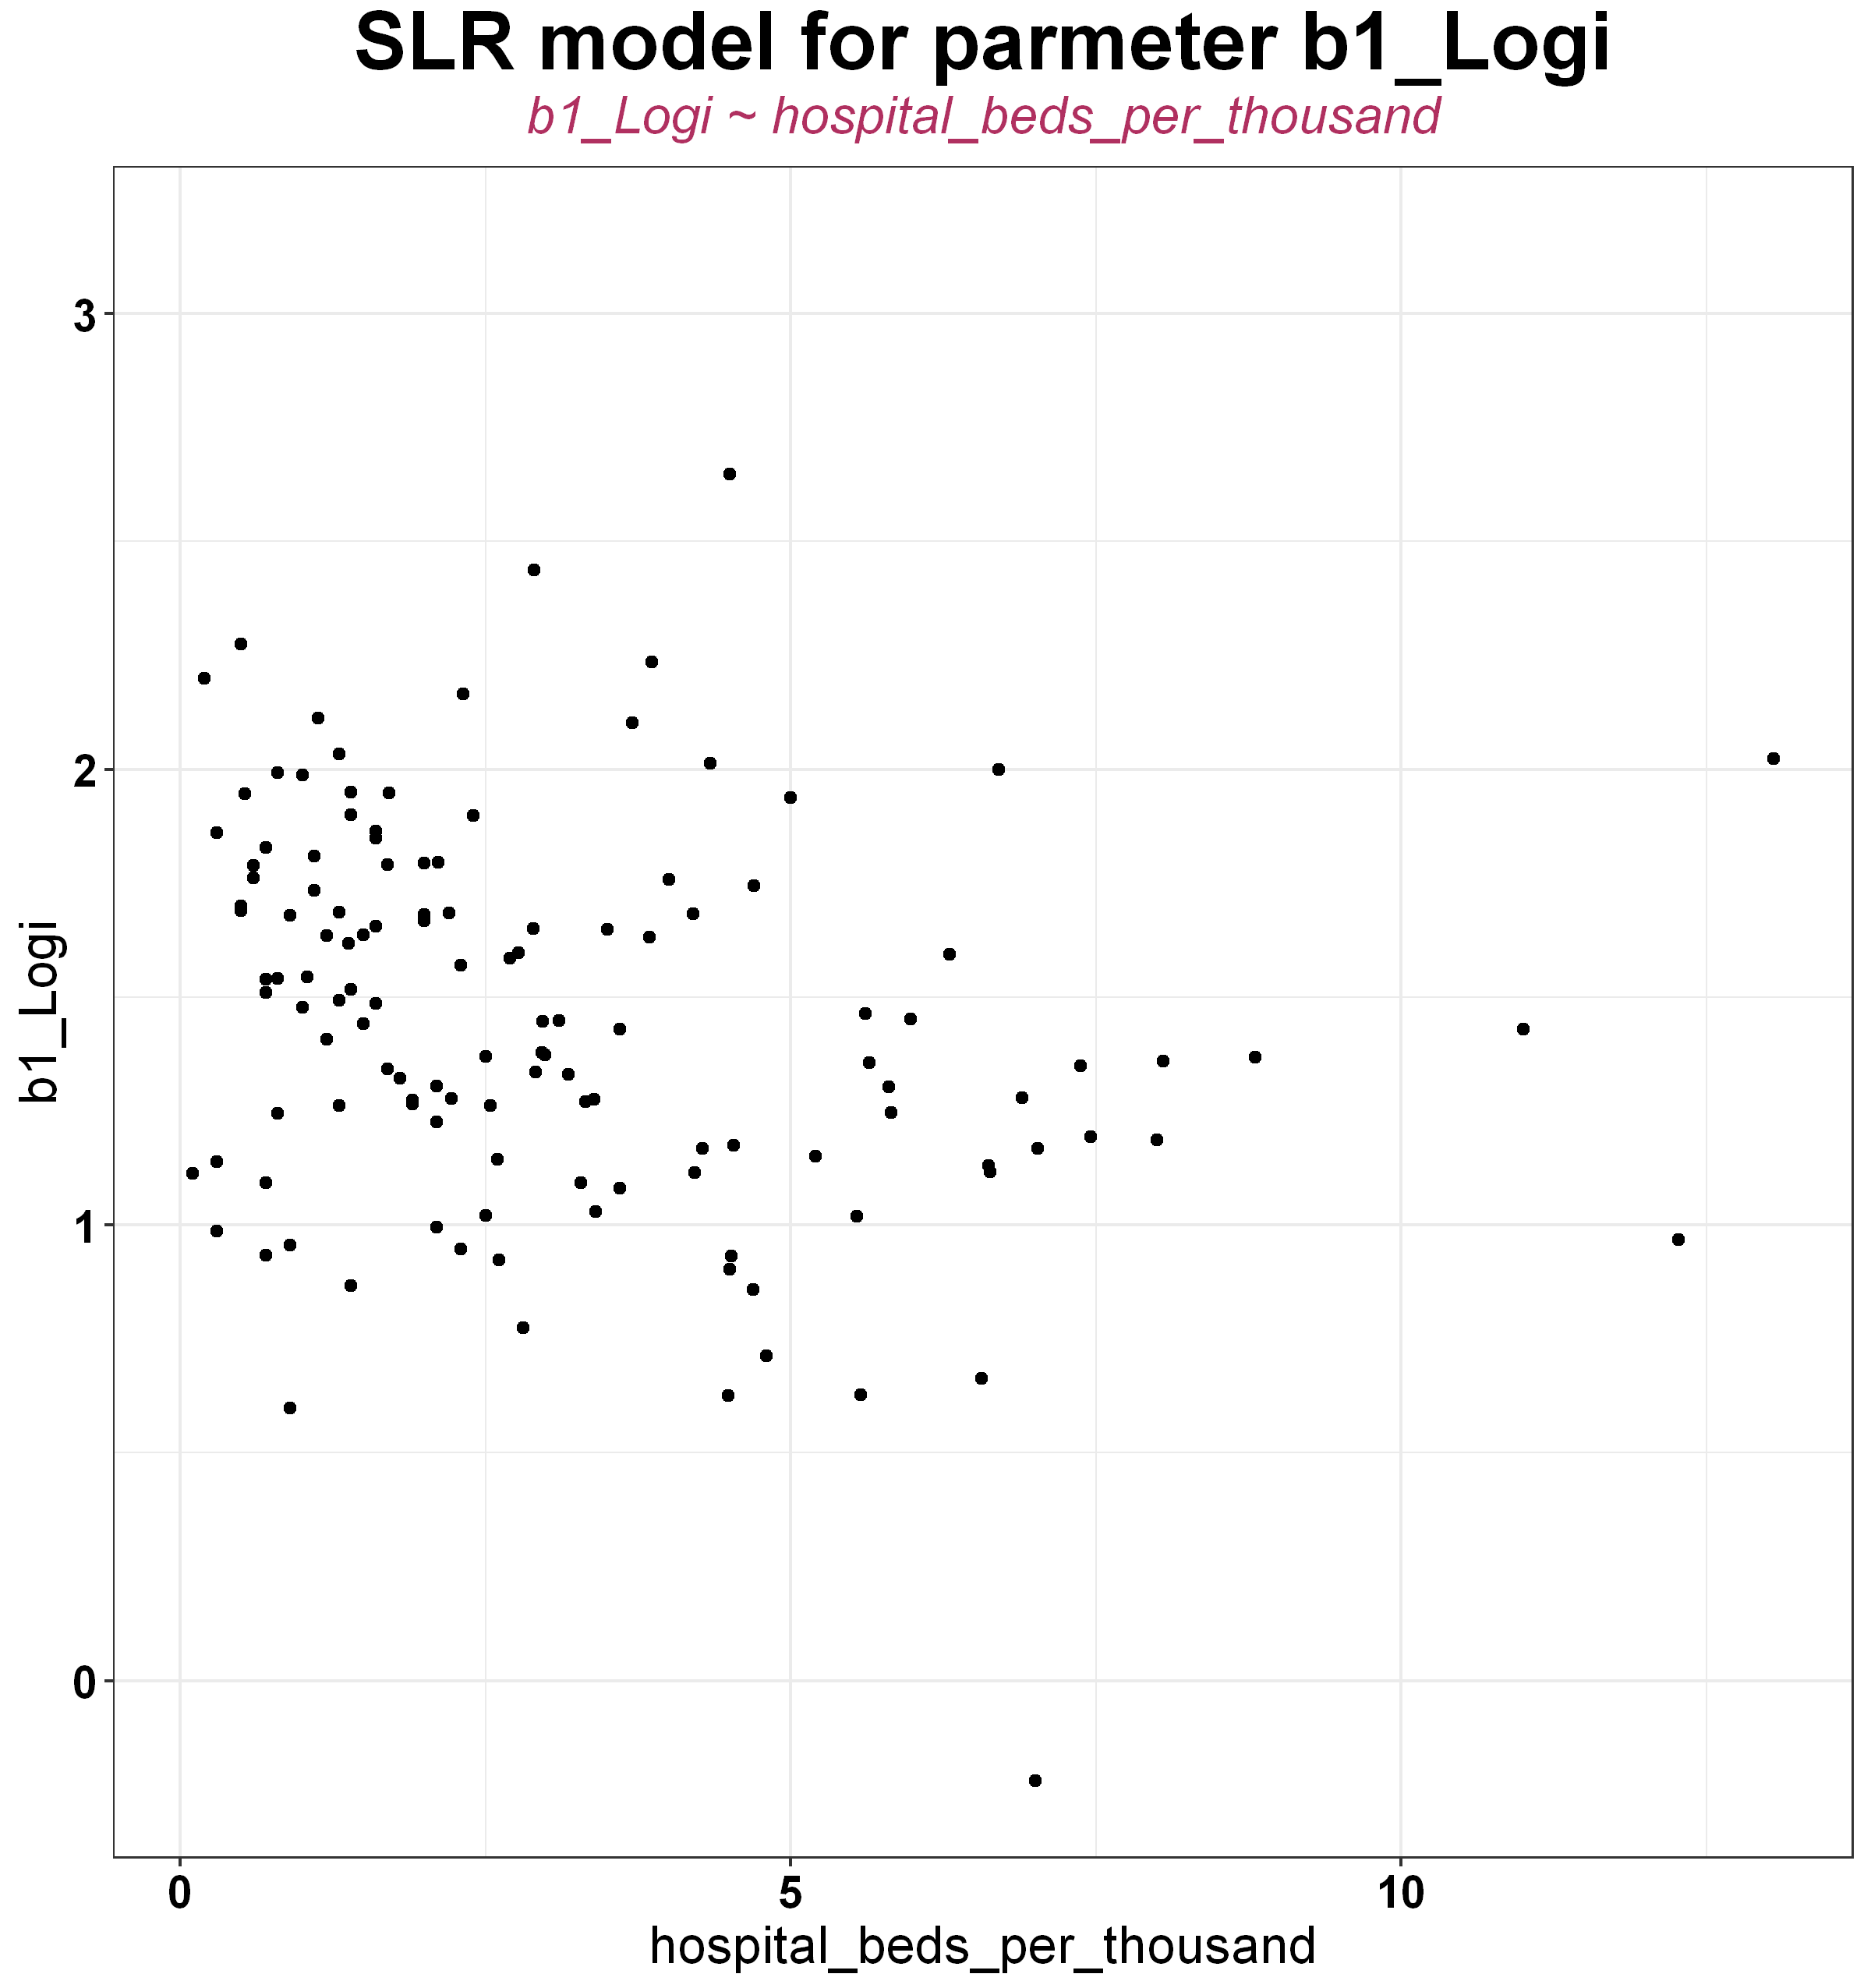 SLR model for parmeter b1_Logi
b1_Logi ~ hospital_beds_per_thousand
3
2
1
0
b1_Logi
0 5 10
hospital_beds_per_thousand